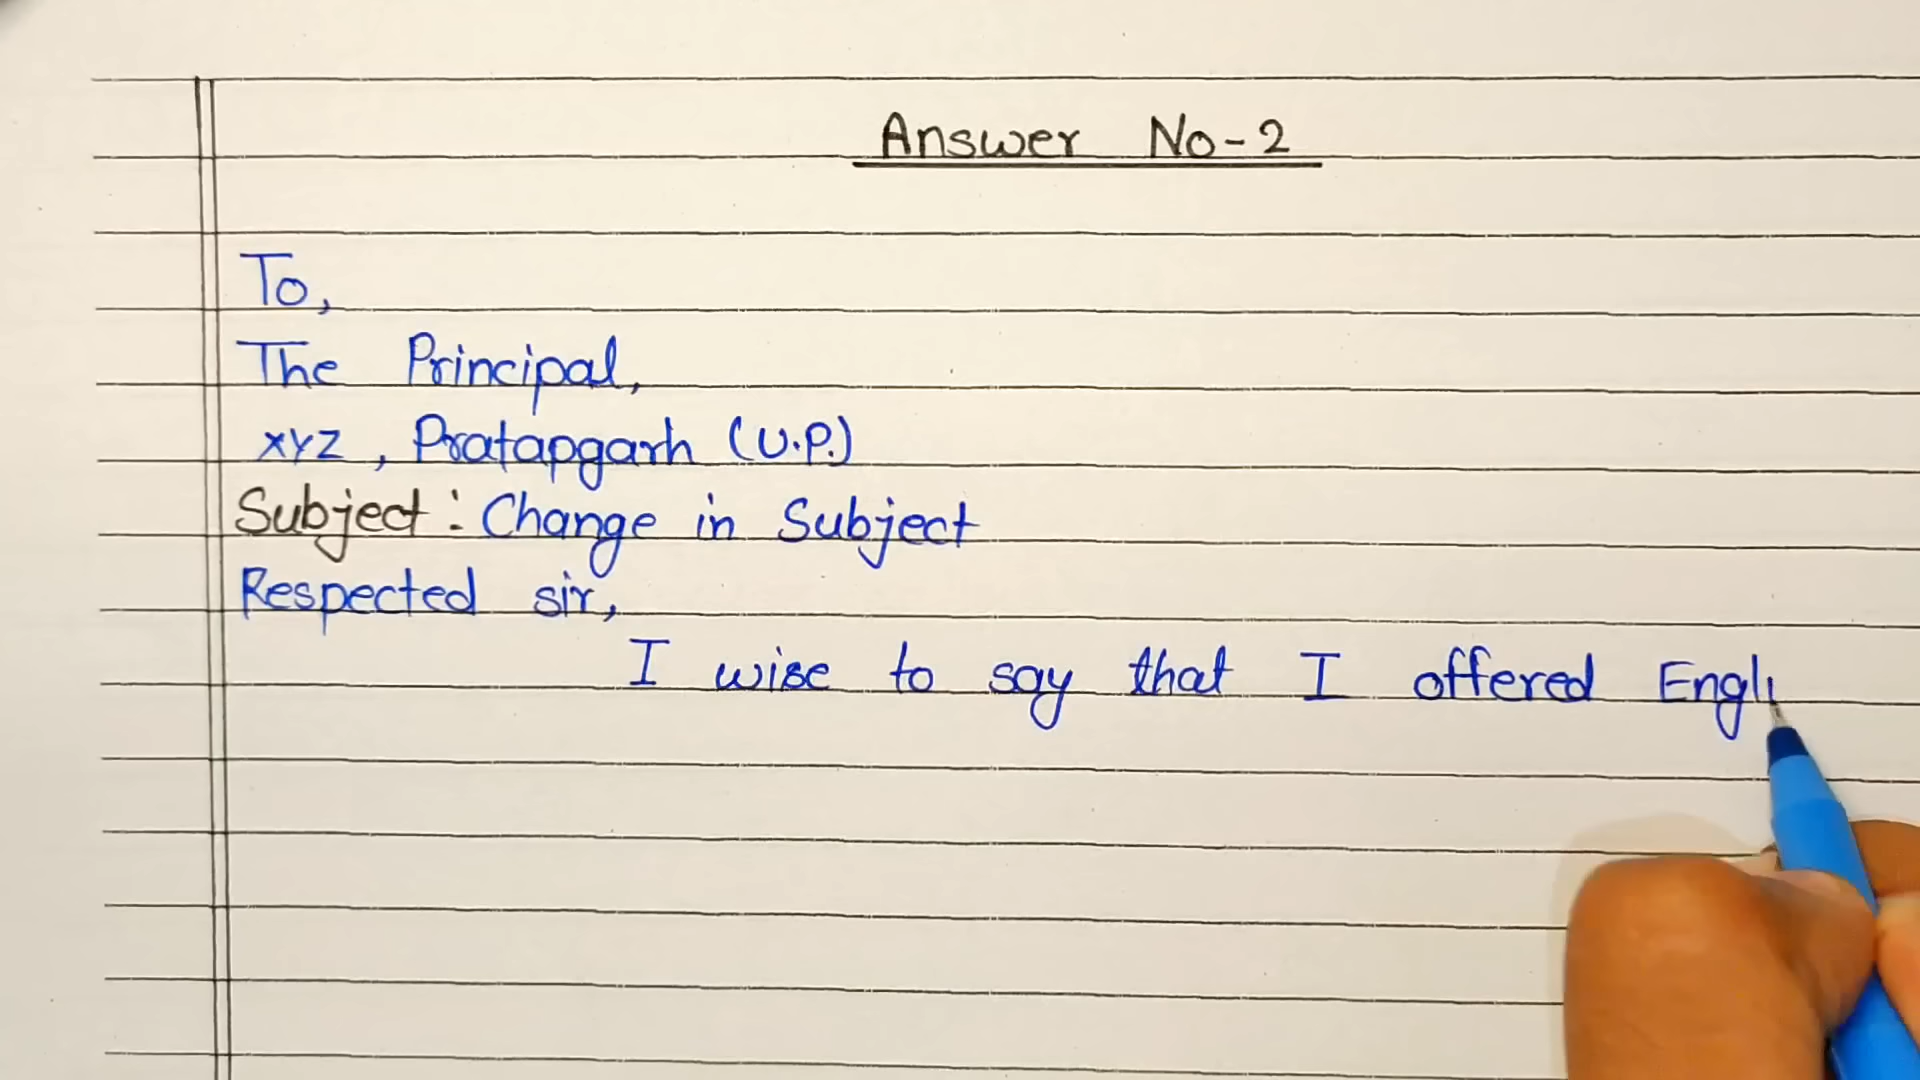 Answer No-2
To,
The Principal,
XYZ, Pratapgarh (U.P.)
Subject: Change in Subject
Respected sir,
I wise to say that I offered Engli